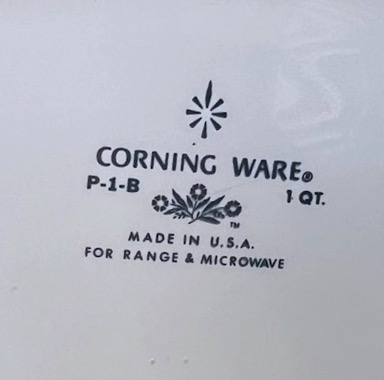 CORNING WARE®
P-1-B 1 QT.
TM
MADE IN U.S.A.
FOR RANGE & MICROWAVE